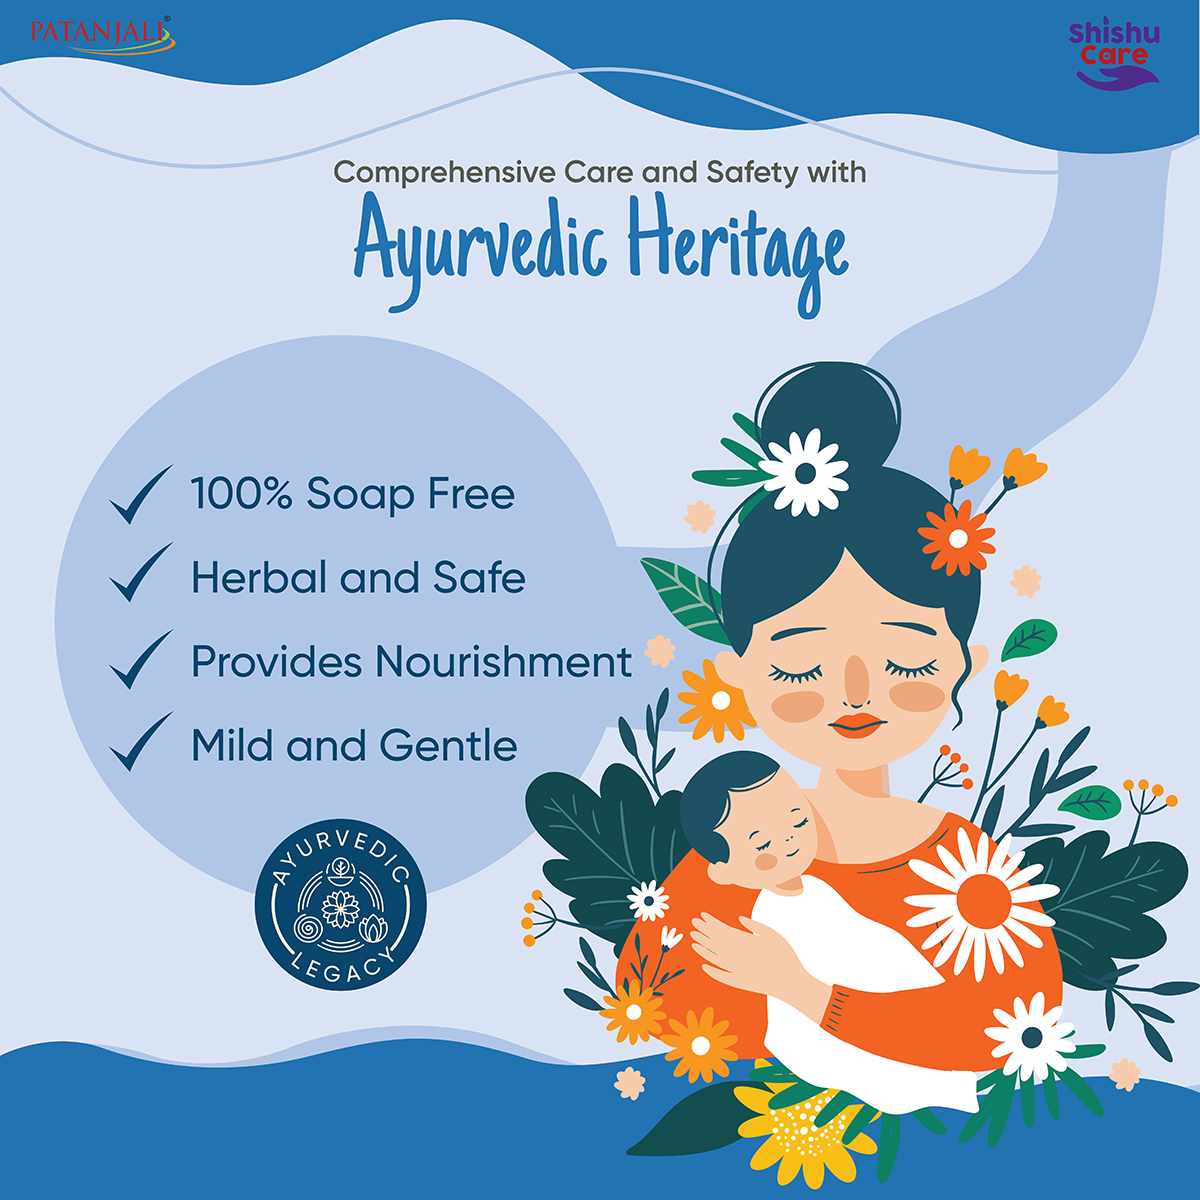 PATANJALI®
Shishu
Care
Comprehensive Care and Safety with
Ayurvedic Heritage
100% Soap Free
Herbal and Safe
Provides Nourishment
Mild and Gentle
AYURVEDIC
LEGACY